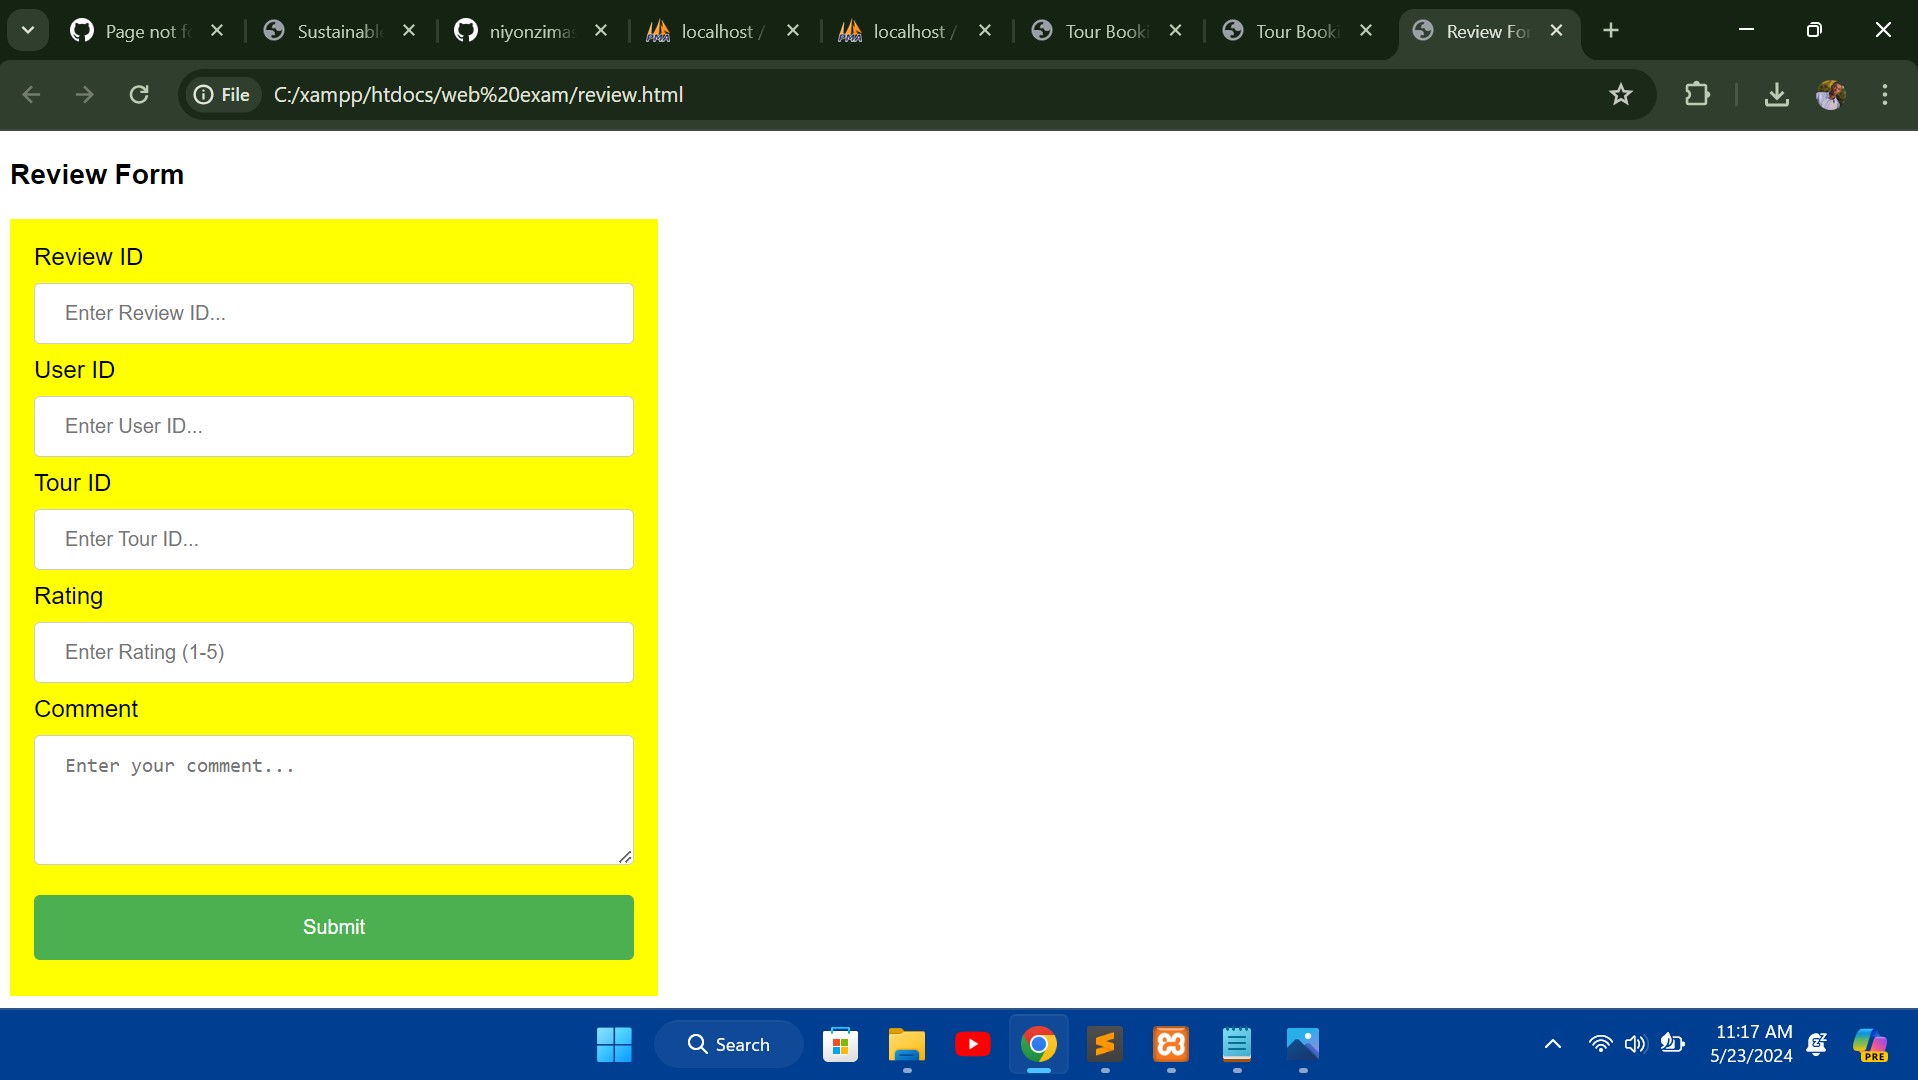 Page not f
Sustainabl
niyonzima
localhost /
localhost /
Tour Book
Tour Book
Review For
File
C:/xampp/htdocs/web%20exam/review.html
Review Form
Review ID
Enter Review ID...
User ID
Enter User ID...
Tour ID
Enter Tour ID...
Rating
Enter Rating (1-5)
Comment
Enter your comment...
Submit
Search
11:17 AM
5/23/2024
PRE